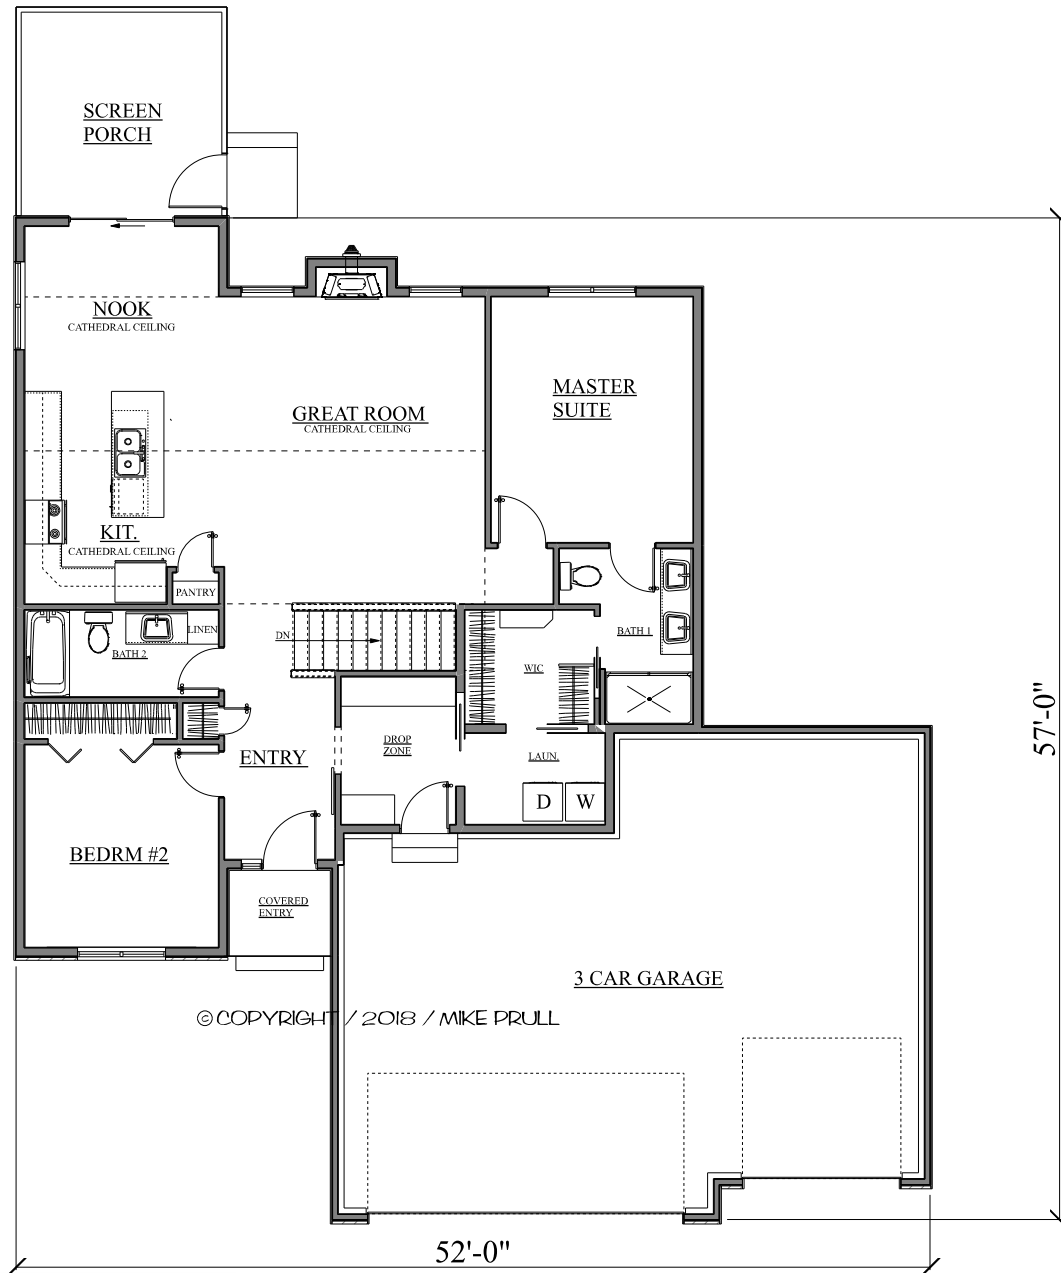 SCREEN
PORCH
NOOK
CATHEDRAL CEILING
MASTER
SUITE
GREAT ROOM
CATHEDRAL CEILING
KIT.
CATHEDRAL CEILING
PANTRY
LINEN
BATH 2
DN
BATH 1
WIC
DROP
ZONE
LAUN.
ENTRY
D
W
BEDRM #2
COVERED
ENTRY
3 CAR GARAGE
© COPYRIGHT / 2018 / MIKE PRULL
57'-0"
52'-0"